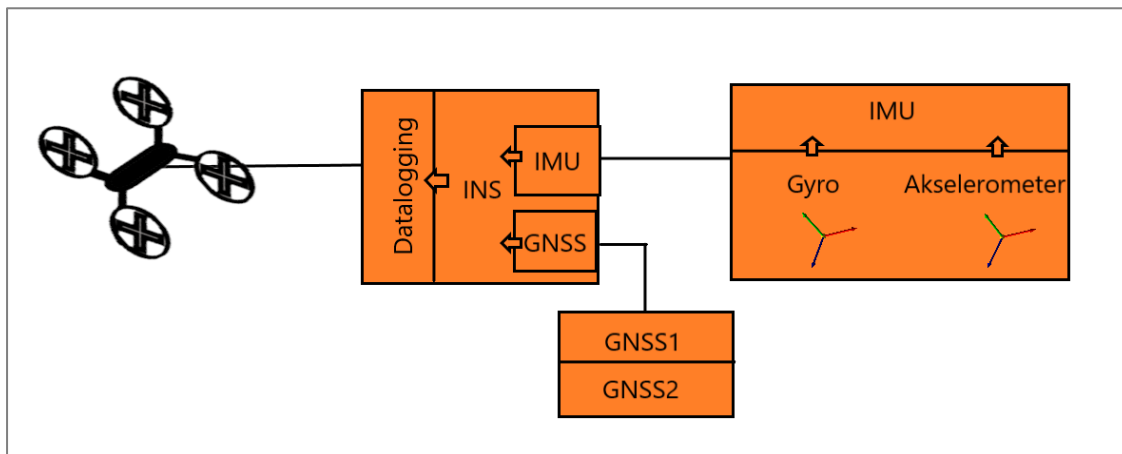 Datalogging
INS
IMU
GNSS
IMU
Gyro
Akselerometer
GNSS1
GNSS2